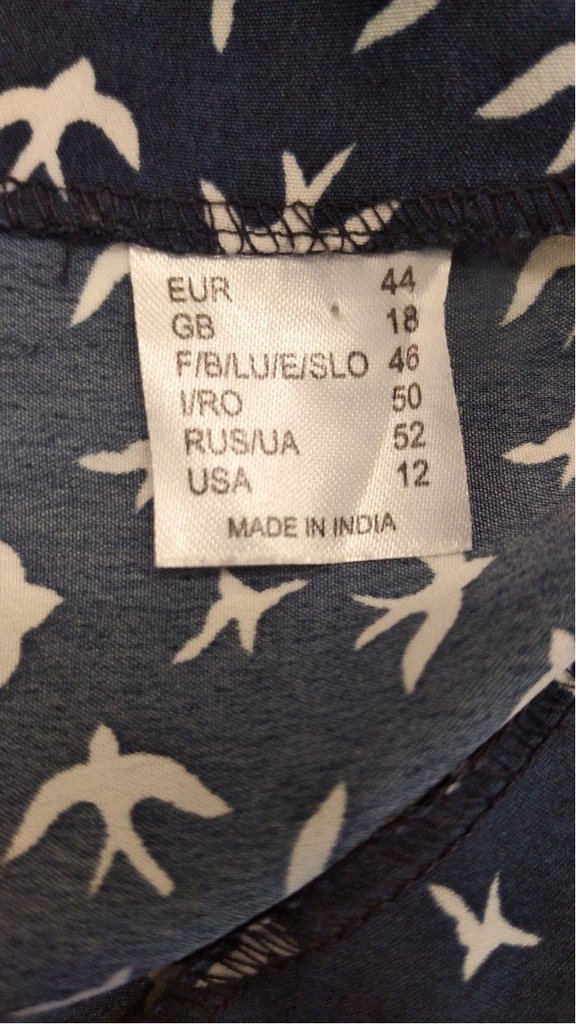 EUR 44
GB 18
F/B/LU/E/SLO 46
I/RO 50
RUS/UA 52
USA 12
MADE IN INDIA